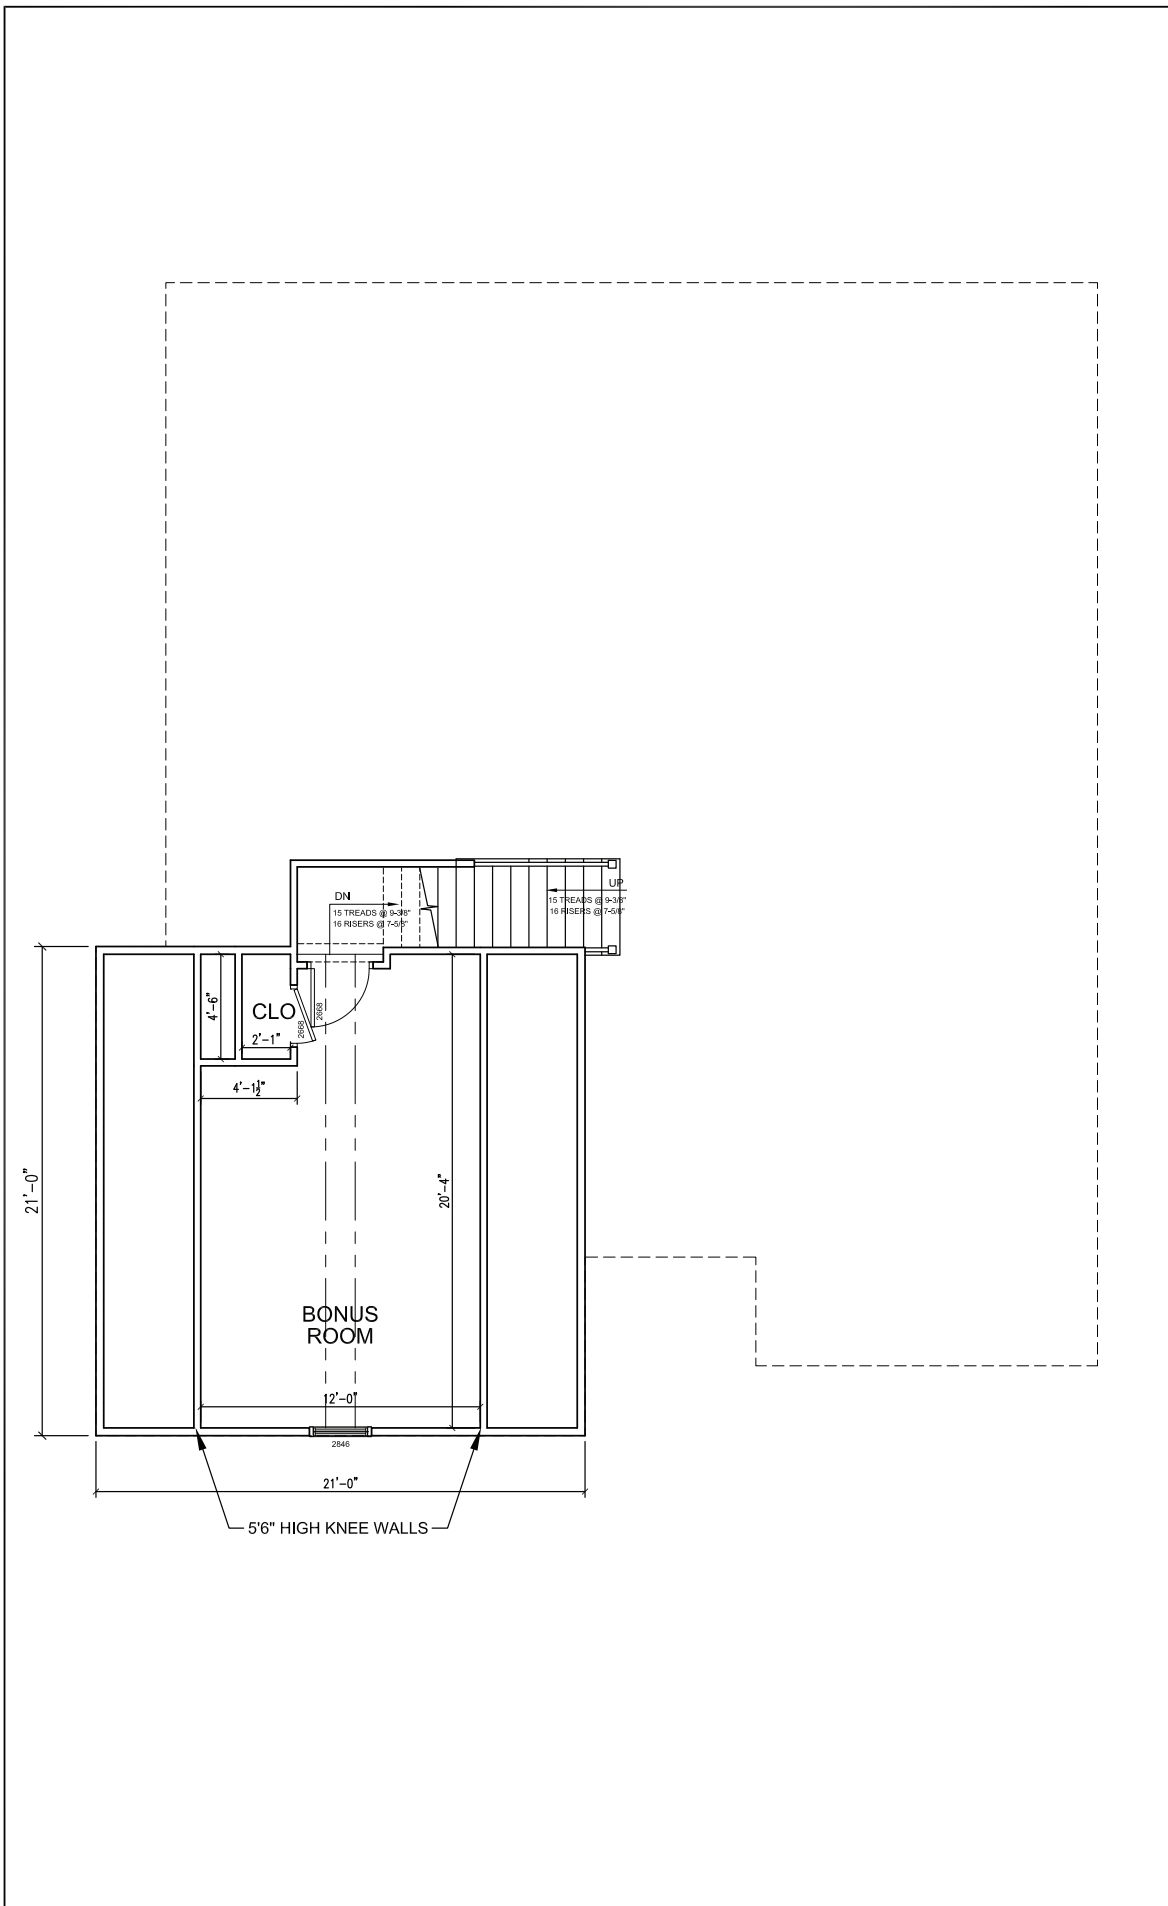 DN
15 TREADS @ 9-3/8"
16 RISERS @ 7-5/8"
UP
15 TREADS @ 9-3/8"
16 RISERS @ 7-5/8"
4'-6"
CLO
2668
2668
2'-1"
4'-1½"
21'-0"
20'-4"
BONUS
ROOM
12'-0"
2846
21'-0"
5'6" HIGH KNEE WALLS